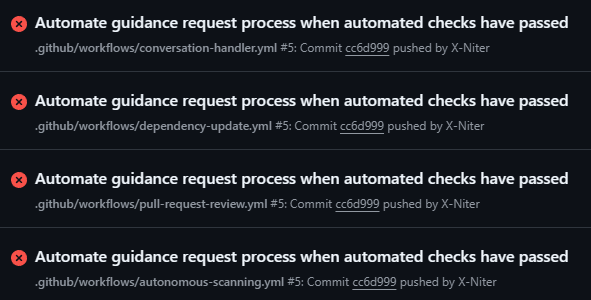 Automate guidance request process when automated checks have passed
.github/workflows/conversation-handler.yml #5: Commit cc6d999 pushed by X-Niter
Automate guidance request process when automated checks have passed
.github/workflows/dependency-update.yml #5: Commit cc6d999 pushed by X-Niter
Automate guidance request process when automated checks have passed
.github/workflows/pull-request-review.yml #5: Commit cc6d999 pushed by X-Niter
Automate guidance request process when automated checks have passed
.github/workflows/autonomous-scanning.yml #5: Commit cc6d999 pushed by X-Niter